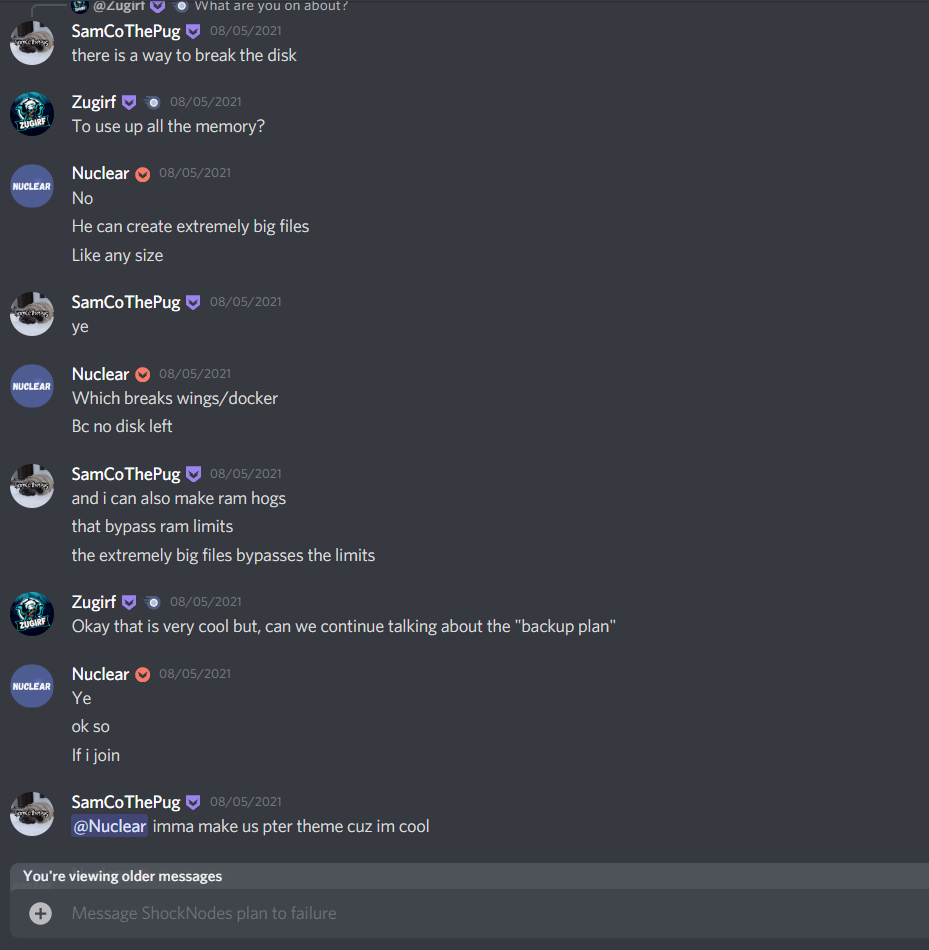 @Zugirf What are you on about?
SamCoThePug 08/05/2021
there is a way to break the disk
ZUGIRF
Zugirf 08/05/2021
To use up all the memory?
NUCLEAR
Nuclear 08/05/2021
No
He can create extremely big files
Like any size
SamCoThePug 08/05/2021
ye
NUCLEAR
Nuclear 08/05/2021
Which breaks wings/docker
Bc no disk left
SamCoThePug 08/05/2021
and i can also make ram hogs
that bypass ram limits
the extremely big files bypasses the limits
ZUGIRF
Zugirf 08/05/2021
Okay that is very cool but, can we continue talking about the "backup plan"
NUCLEAR
Nuclear 08/05/2021
Ye
ok so
If i join
SamCoThePug 08/05/2021
@Nuclear imma make us pter theme cuz im cool
You're viewing older messages
Message ShockNodes plan to failure